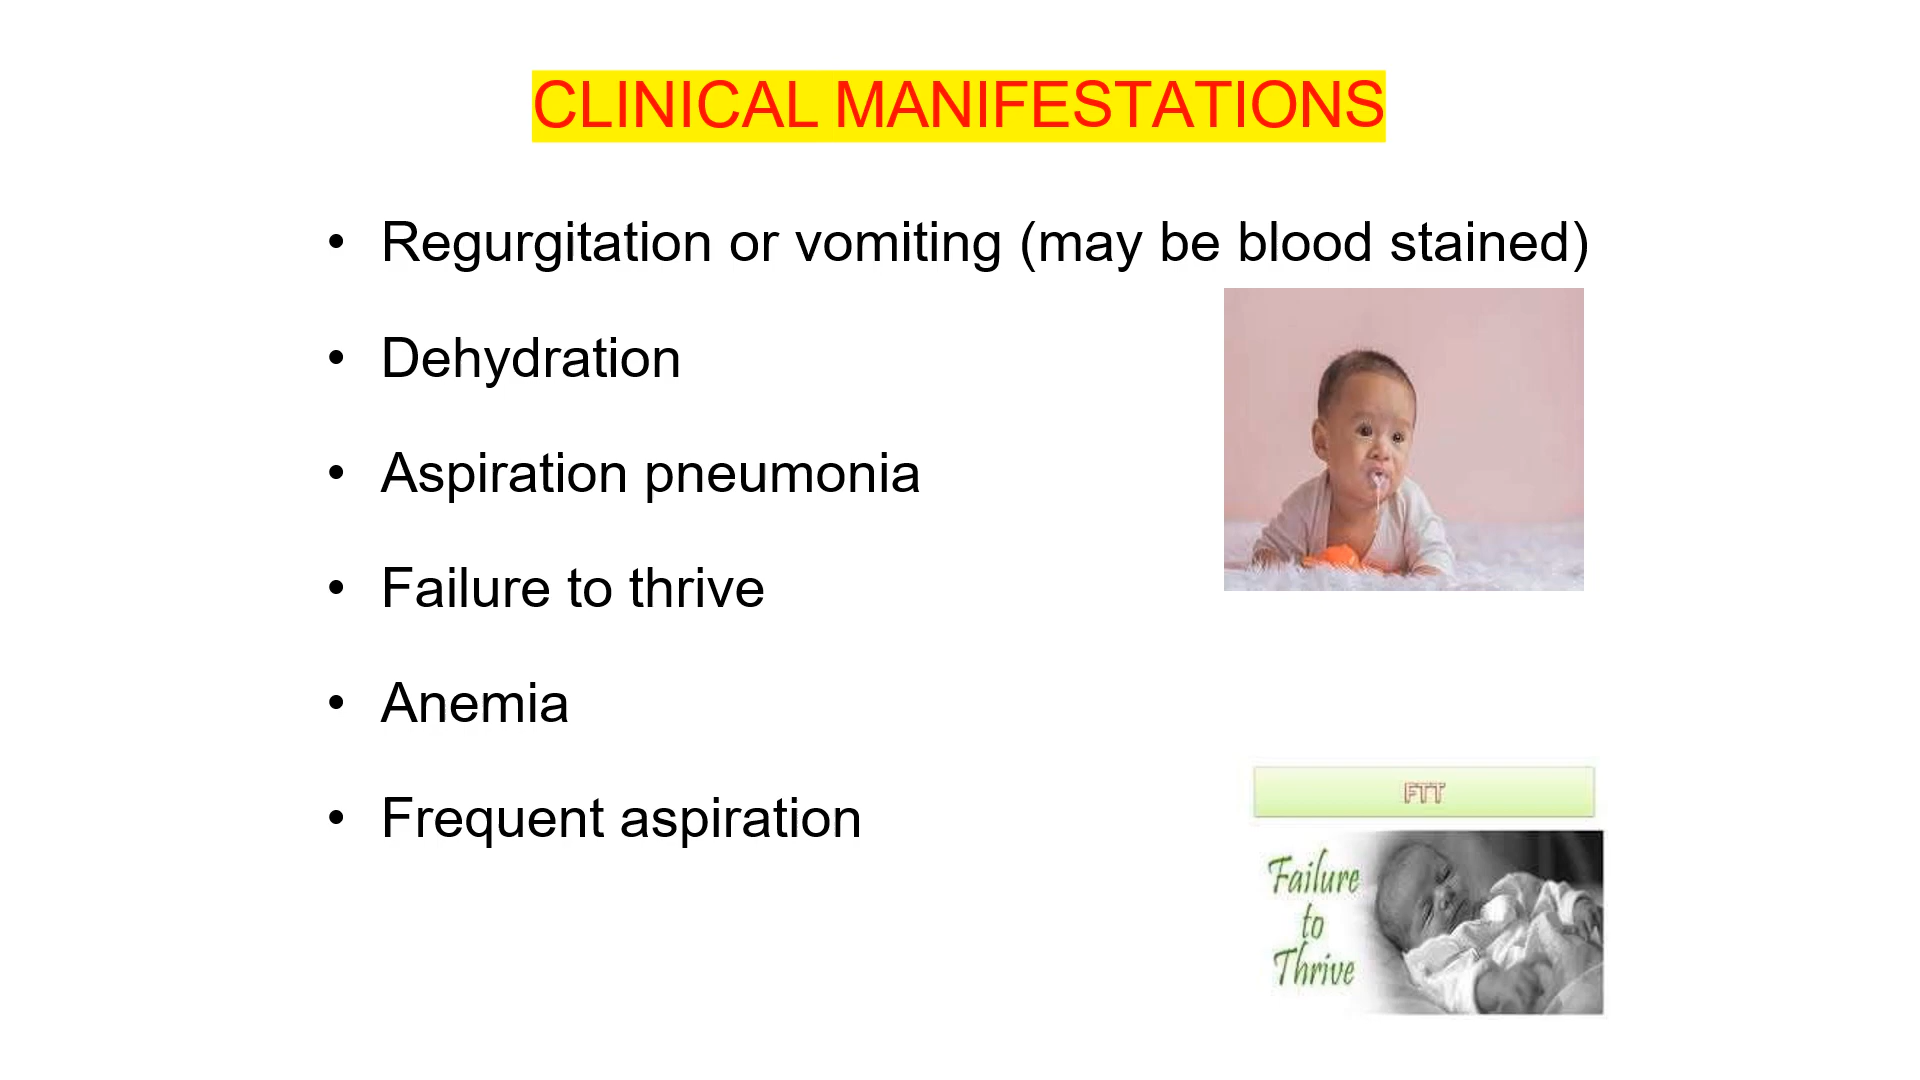 CLINICAL MANIFESTATIONS
• Regurgitation or vomiting (may be blood stained)
• Dehydration
• Aspiration pneumonia
• Failure to thrive
• Anemia
• Frequent aspiration
FTT
Failure
to
Thrive